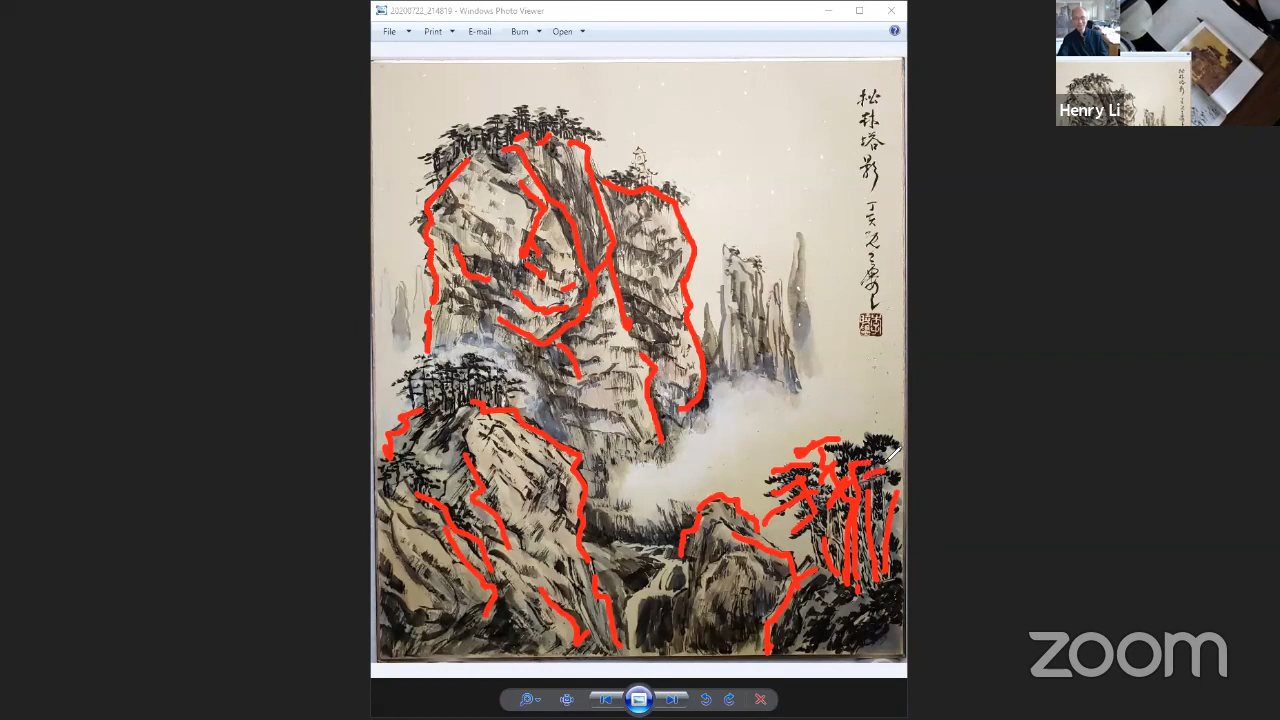 20200722_214819 - Windows Photo Viewer
File
Print
E-mail
Burn
Open
Henry Li
松林塔影
zoom